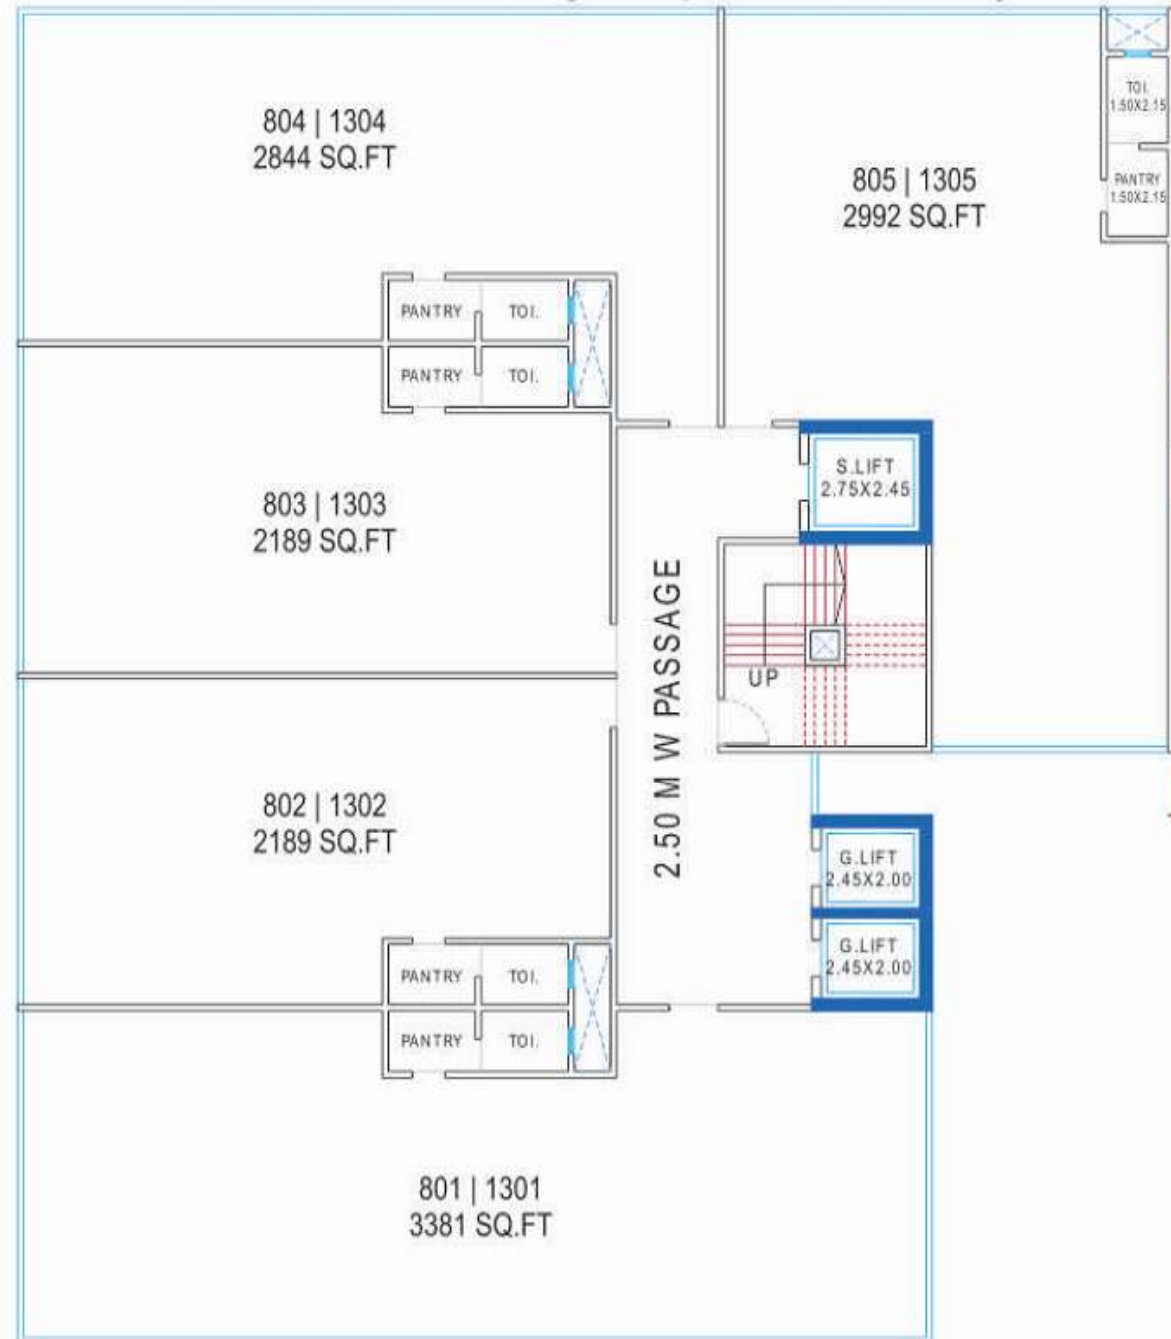 804 | 1304
2844 SQ.FT
TOI.
1.50X2.15
PANTRY
1.50X2.15
805 | 1305
2992 SQ.FT
PANTRY TOI.
PANTRY TOI.
S.LIFT
2.75X2.45
803 | 1303
2189 SQ.FT
2.50 M W PASSAGE
UP
802 | 1302
2189 SQ.FT
G.LIFT
2.45X2.00
G.LIFT
2.45X2.00
PANTRY TOI.
PANTRY TOI.
801 | 1301
3381 SQ.FT